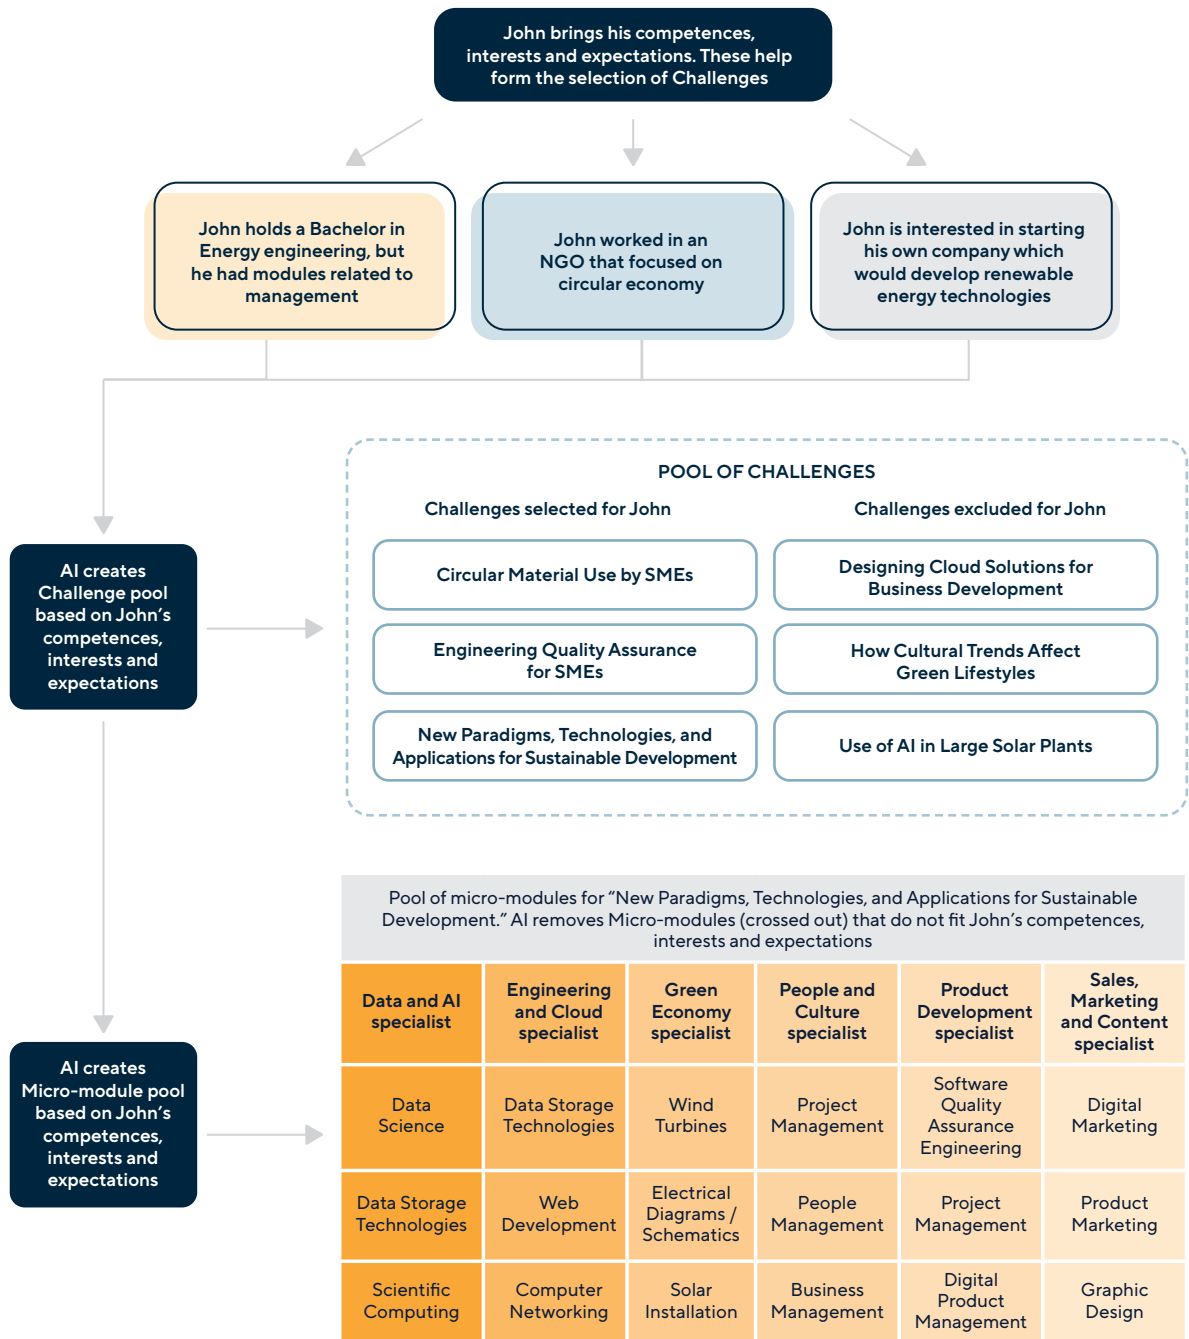 John brings his competences,
interests and expectations. These help
form the selection of Challenges
John holds a Bachelor in
Energy engineering, but
he had modules related to
management
John worked in an
NGO that focused on
circular economy
John is interested in starting
his own company which
would develop renewable
energy technologies
AI creates
Challenge pool
based on John’s
competences,
interests and
expectations
POOL OF CHALLENGES
Challenges selected for John
Challenges excluded for John
Circular Material Use by SMEs
Designing Cloud Solutions for
Business Development
Engineering Quality Assurance
for SMEs
How Cultural Trends Affect
Green Lifestyles
New Paradigms, Technologies, and
Applications for Sustainable Development
Use of AI in Large Solar Plants
AI creates
Micro-module pool
based on John’s
competences,
interests and
expectations
Pool of micro-modules for “New Paradigms, Technologies, and Applications for Sustainable
Development.” AI removes Micro-modules (crossed out) that do not fit John’s competences,
interests and expectations
Data and AI
specialist
Engineering
and Cloud
specialist
Green
Economy
specialist
People and
Culture
specialist
Product
Development
specialist
Sales,
Marketing
and Content
specialist
Data
Science
Data Storage
Technologies
Wind
Turbines
Project
Management
Software
Quality
Assurance
Engineering
Digital
Marketing
Data Storage
Technologies
Web
Development
Electrical
Diagrams /
Schematics
People
Management
Project
Management
Product
Marketing
Scientific
Computing
Computer
Networking
Solar
Installation
Business
Management
Digital
Product
Management
Graphic
Design